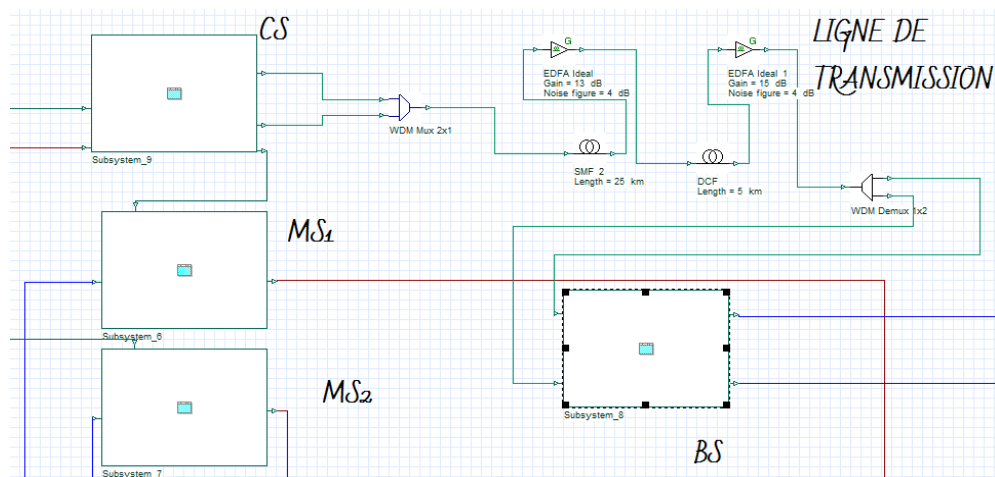 CS
LIGNE DE
TRANSMISSION
G
EDFA Ideal
Gain = 13 dB
Noise figure = 4 dB
G
EDFA Ideal 1
Gain = 15 dB
Noise figure = 4 dB
WDM Mux 2x1
Subsystem_9
SMF 2
Length = 25 km
DCF
Length = 5 km
WDM Demux 1x2
MS1
Subsystem_6
MS2
Subsystem_8
BS
Subsystem_7